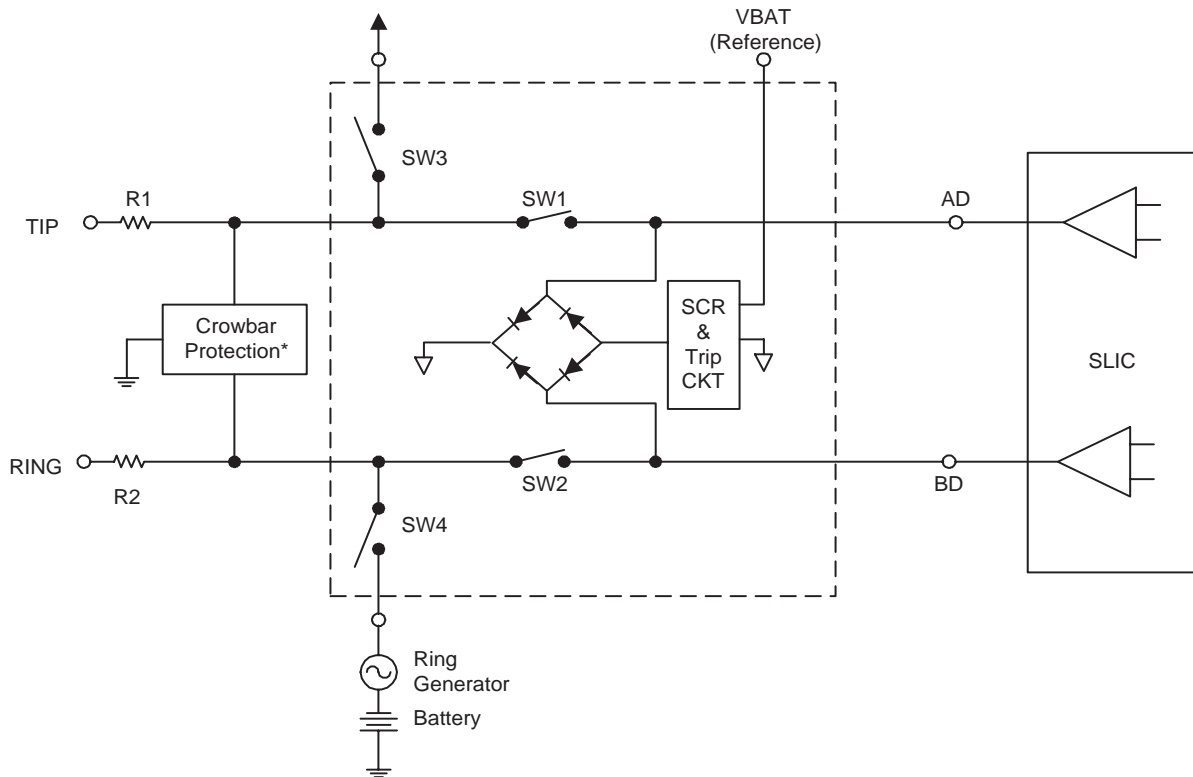 VBAT
(Reference)
SW3
R1
SW1
AD
TIP
Crowbar
Protection*
SCR
&
Trip
CKT
SLIC
RING
R2
SW2
BD
SW4
Ring
Generator
Battery